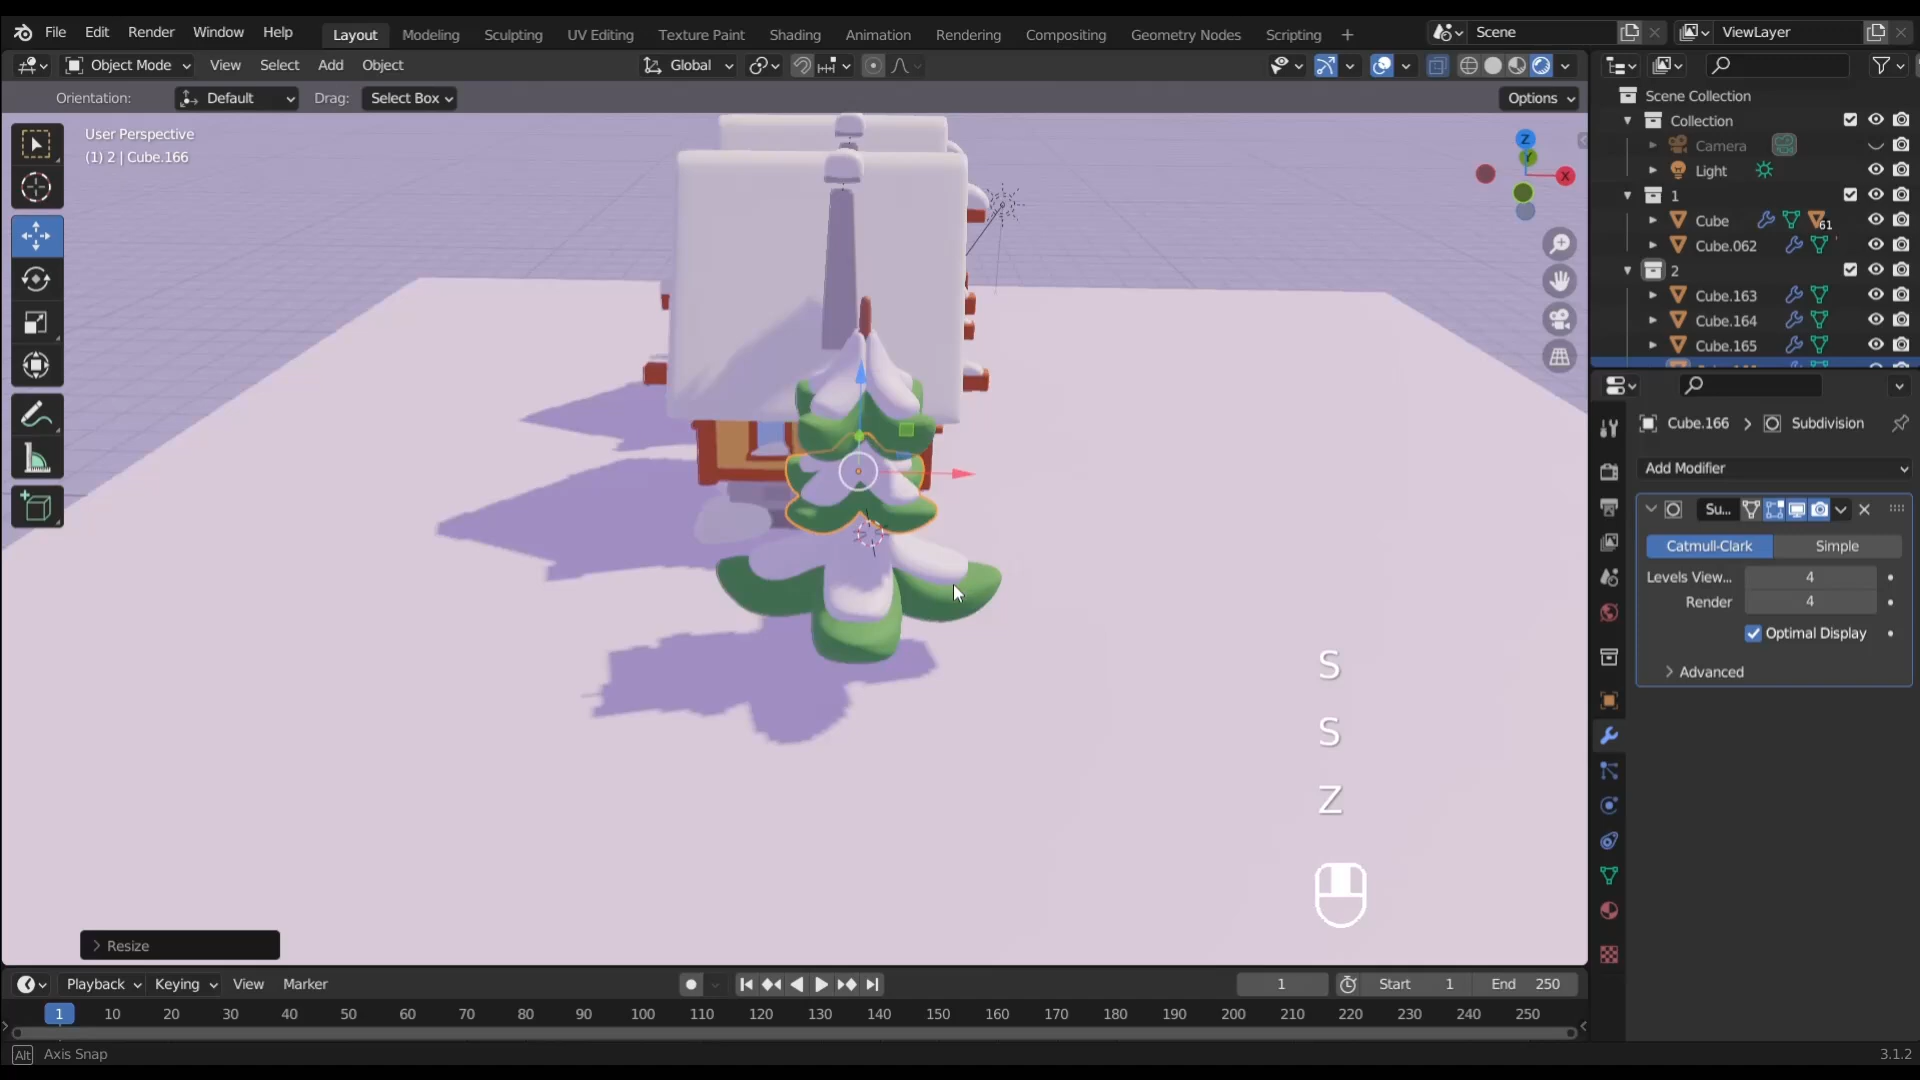 File Edit Render Window Help Layout Modeling Sculpting UV Editing Texture Paint Shading Animation Rendering Compositing Geometry Nodes Scripting + Scene ViewLayer
Object Mode View Select Add Object Global
Orientation: Default Drag: Select Box Options
User Perspective
(1) 2 | Cube.166
Z
Y
X
Scene Collection
Collection
Camera
Light
1
Cube 61
Cube.062
2
Cube.163
Cube.164
Cube.165
Cube.166 > Subdivision
Add Modifier
Su...
Catmull-Clark Simple
Levels View... 4
Render 4
Optimal Display
Advanced
S
S
Z
Resize
Playback Keying View Marker 1 Start 1 End 250
1 10 20 30 40 50 60 70 80 90 100 110 120 130 140 150 160 170 180 190 200 210 220 230 240 250
Alt Axis Snap 3.1.2